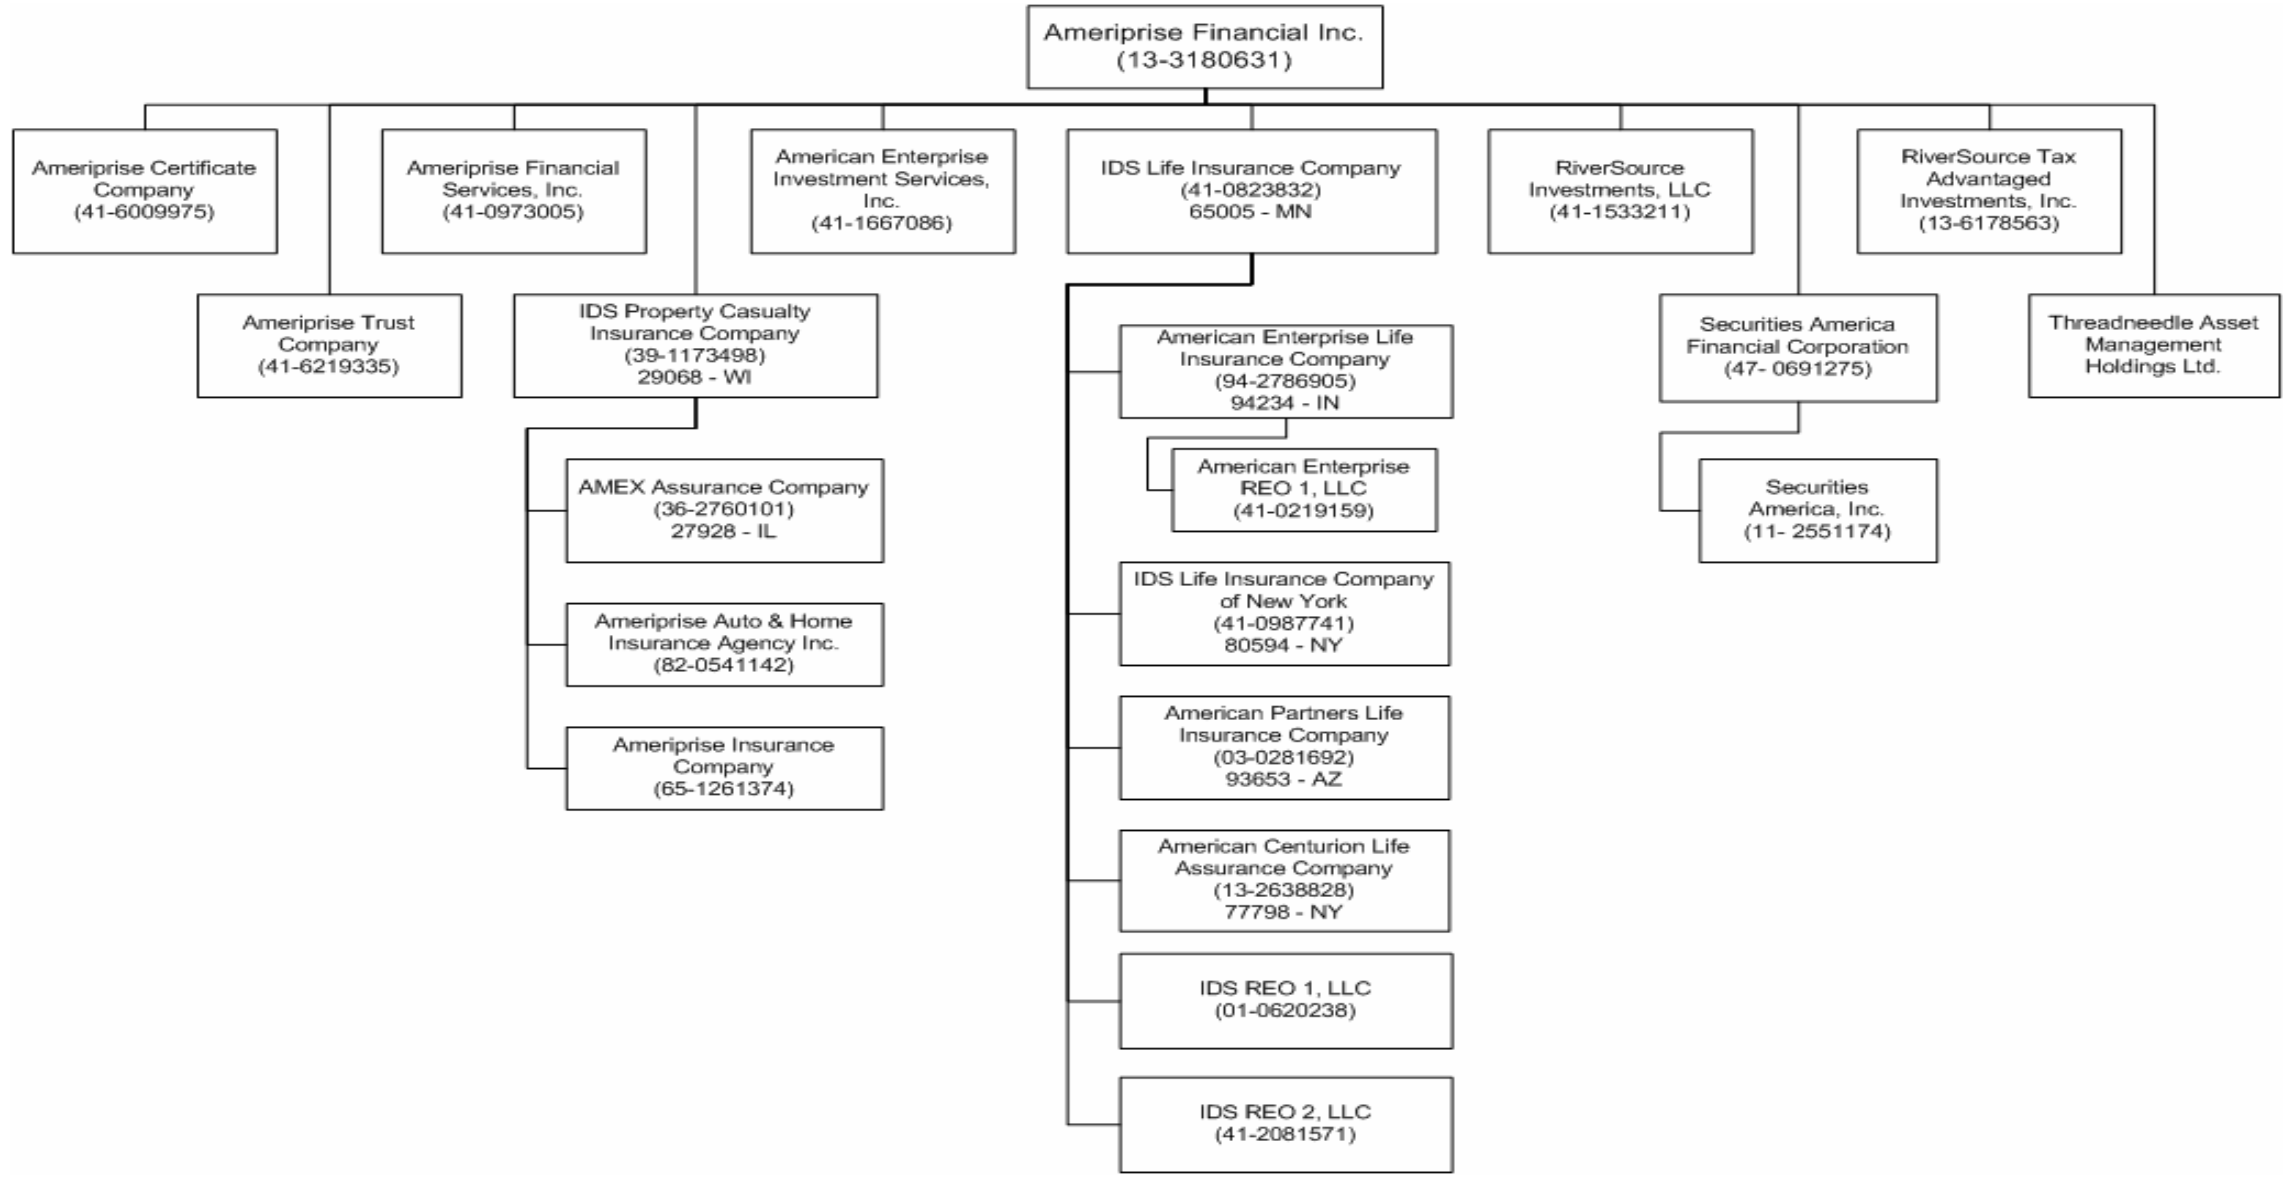 Ameriprise Financial Inc.
(13-3180631)
Ameriprise Certificate
Company
(41-6009975)
Ameriprise Financial
Services, Inc.
(41-0973005)
American Enterprise
Investment Services,
Inc.
(41-1667086)
IDS Life Insurance Company
(41-0823832)
65005 - MN
RiverSource
Investments, LLC
(41-1533211)
RiverSource Tax
Advantaged
Investments, Inc.
(13-6178563)
Ameriprise Trust
Company
(41-6219335)
IDS Property Casualty
Insurance Company
(39-1173498)
29068 - WI
Securities America
Financial Corporation
(47- 0691275)
Threadneedle Asset
Management
Holdings Ltd.
AMEX Assurance Company
(36-2760101)
27928 - IL
Ameriprise Auto & Home
Insurance Agency Inc.
(82-0541142)
Ameriprise Insurance
Company
(65-1261374)
American Enterprise Life
Insurance Company
(94-2786905)
94234 - IN
American Enterprise
REO 1, LLC
(41-0219159)
IDS Life Insurance Company
of New York
(41-0987741)
80594 - NY
American Partners Life
Insurance Company
(03-0281692)
93653 - AZ
American Centurion Life
Assurance Company
(13-2638828)
77798 - NY
IDS REO 1, LLC
(01-0620238)
IDS REO 2, LLC
(41-2081571)
Securities
America, Inc.
(11- 2551174)